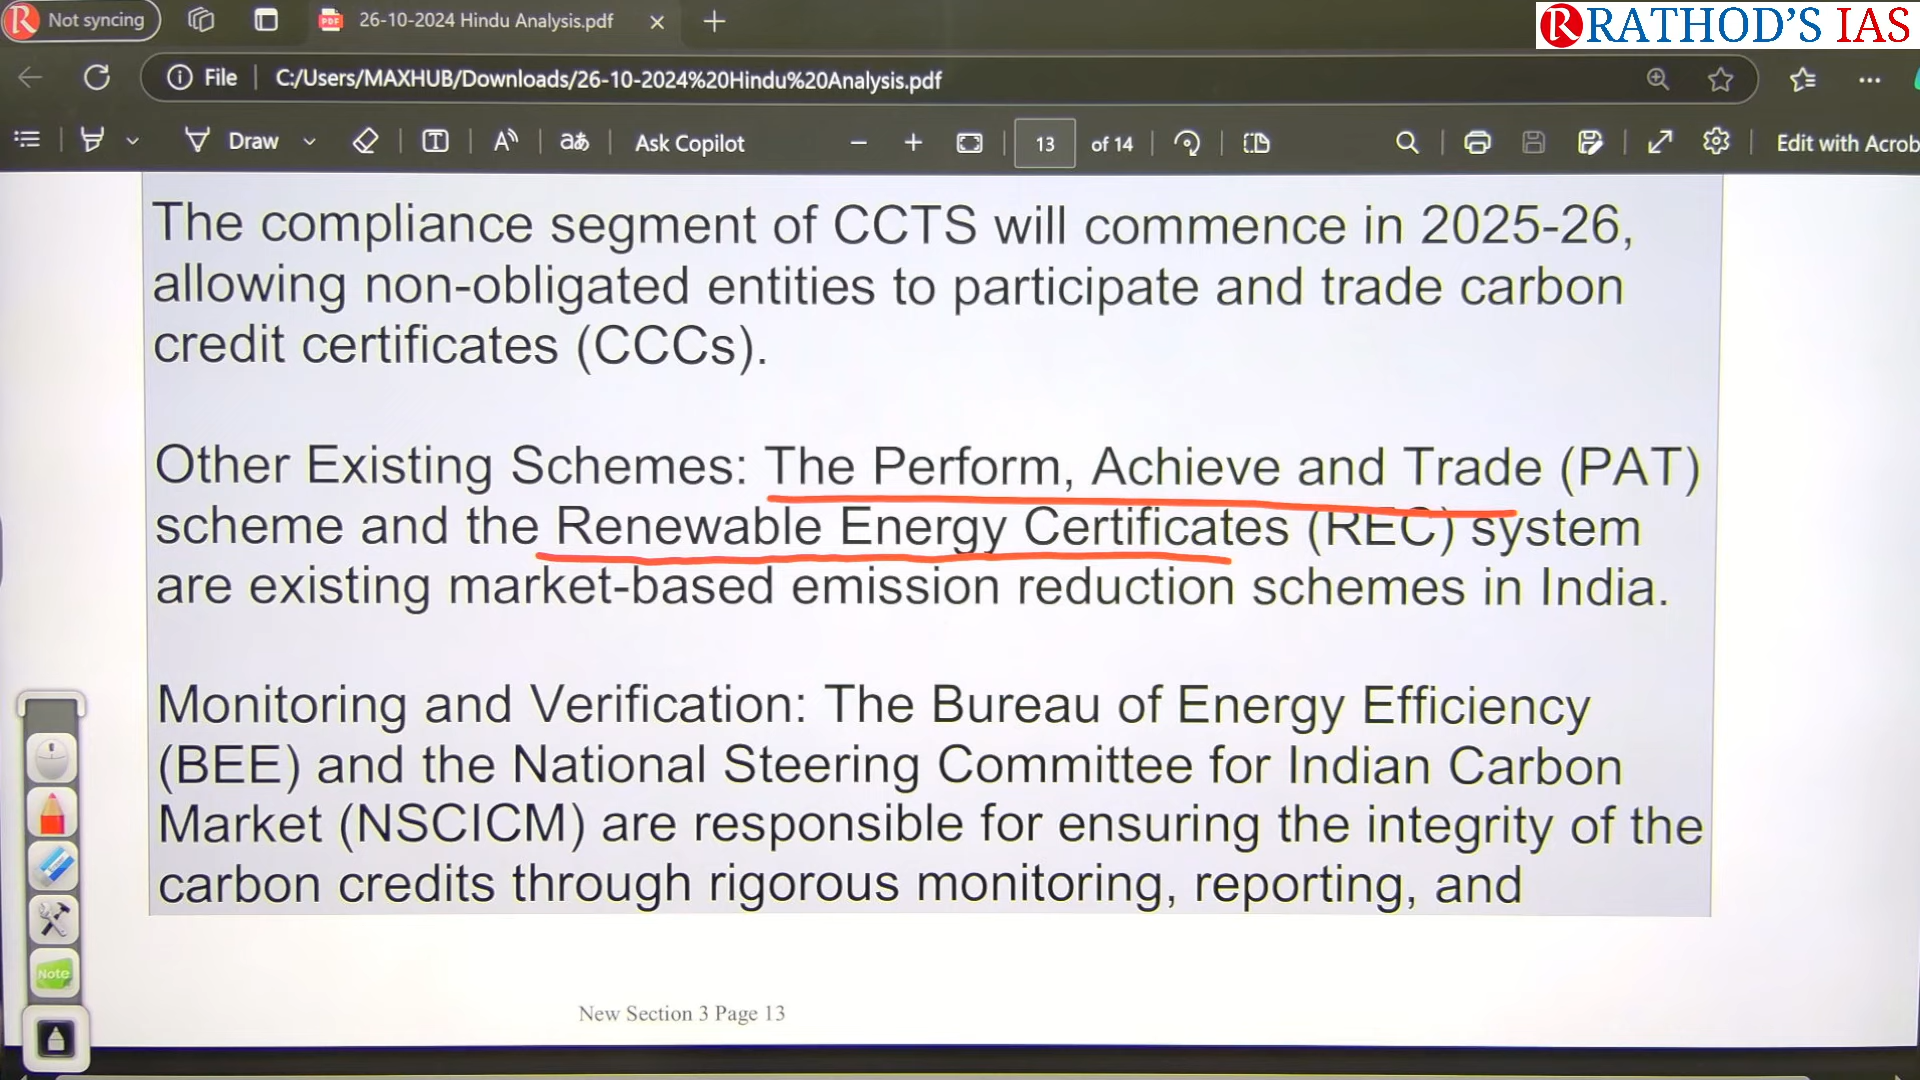 Not syncing
26-10-2024 Hindu Analysis.pdf
RATHOD'S IAS
File
C:/Users/MAXHUB/Downloads/26-10-2024%20Hindu%20Analysis.pdf
Draw
Ask Copilot
13 of 14
Edit with Acrob
The compliance segment of CCTS will commence in 2025-26,
allowing non-obligated entities to participate and trade carbon
credit certificates (CCCs).
Other Existing Schemes: The Perform, Achieve and Trade (PAT)
scheme and the Renewable Energy Certificates (REC) system
are existing market-based emission reduction schemes in India.
Monitoring and Verification: The Bureau of Energy Efficiency
(BEE) and the National Steering Committee for Indian Carbon
Market (NSCICM) are responsible for ensuring the integrity of the
carbon credits through rigorous monitoring, reporting, and
Note
New Section 3 Page 13